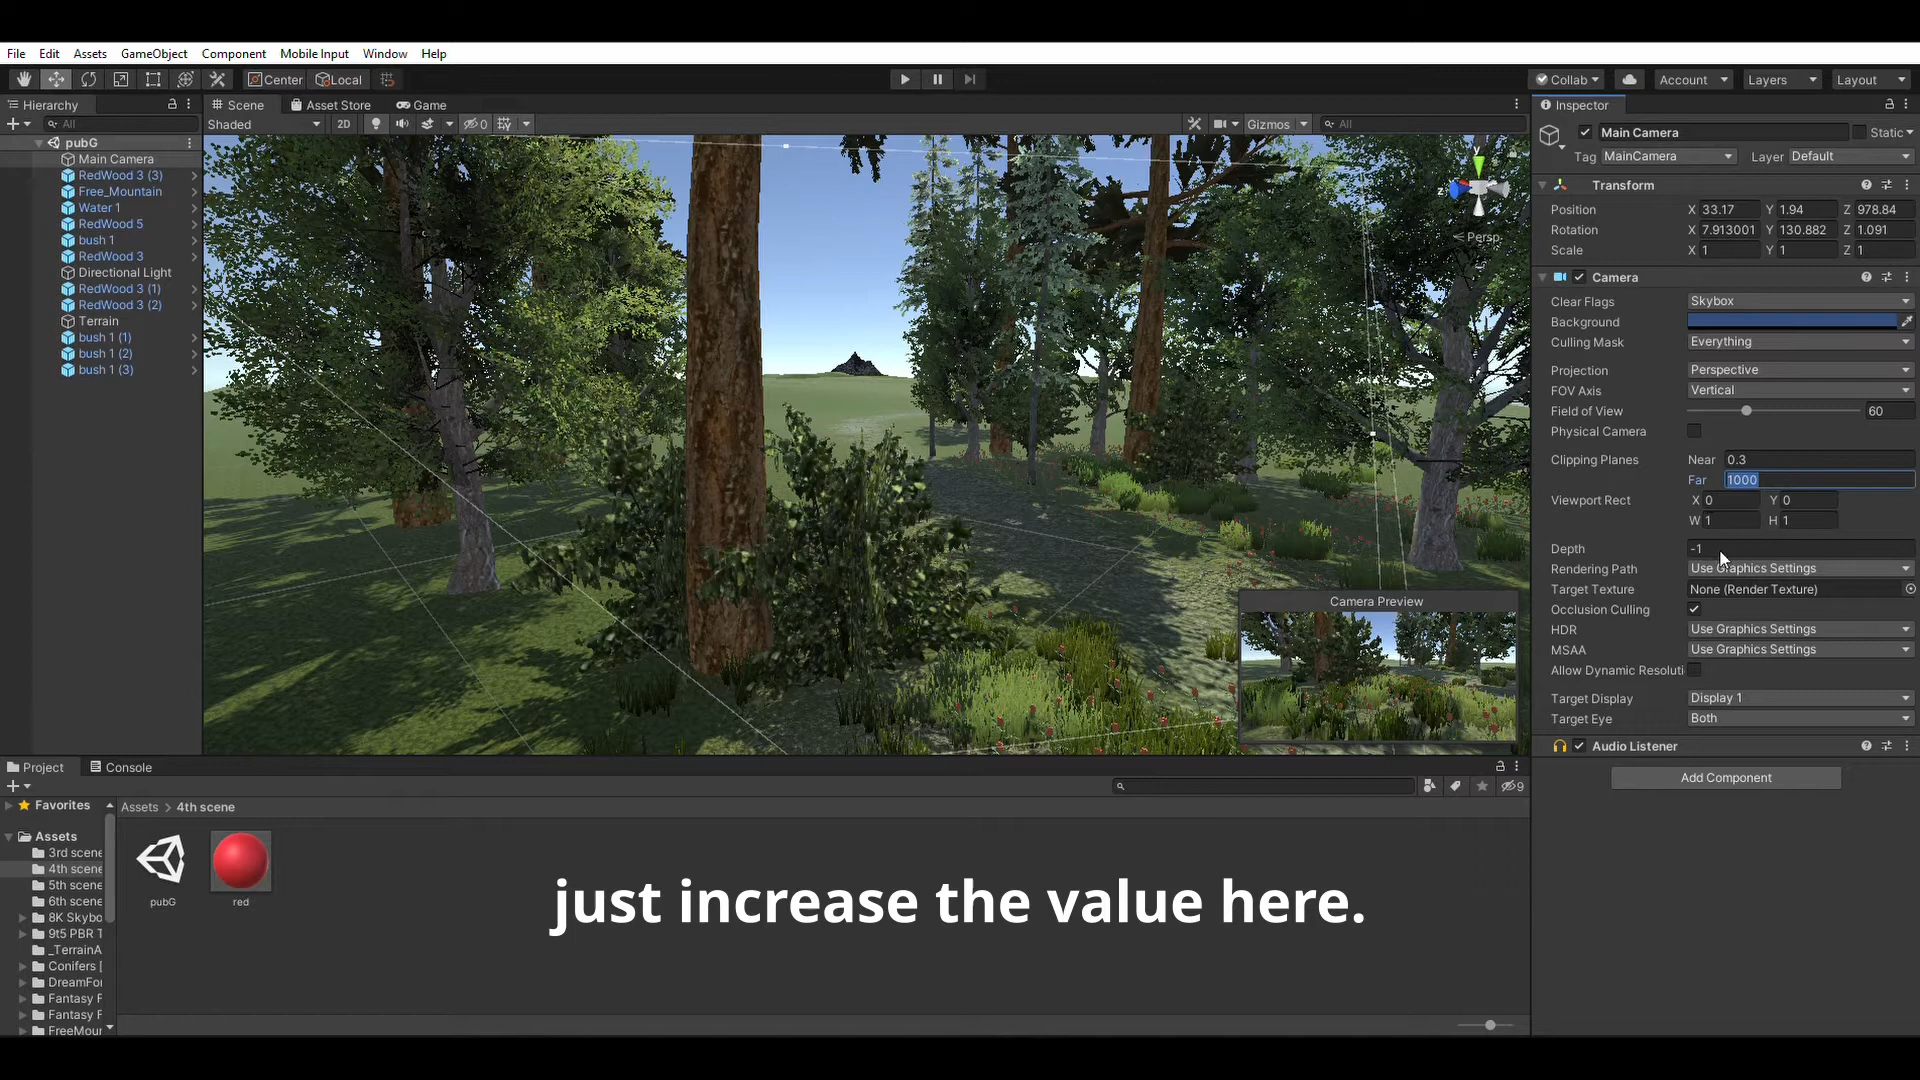 File Edit Assets GameObject Component Mobile Input Window Help
Center Local Collab Account Layers Layout
Hierarchy
All
pubG
Main Camera
RedWood 3 (3)
Free_Mountain
Water 1
RedWood 5
bush 1
RedWood 3
Directional Light
RedWood 3 (1)
RedWood 3 (2)
Terrain
bush 1 (1)
bush 1 (2)
bush 1 (3)
Scene Asset Store Game
Shaded 2D 0 Gizmos All
y
z
Persp
Camera Preview
Inspector
Main Camera Static
Tag MainCamera Layer Default
Transform
Position X 33.17 Y 1.94 Z 978.84
Rotation X 7.913001 Y 130.882 Z 1.091
Scale X 1 Y 1 Z 1
Camera
Clear Flags Skybox
Background
Culling Mask Everything
Projection Perspective
FOV Axis Vertical
Field of View 60
Physical Camera
Clipping Planes Near 0.3
Far 1000
Viewport Rect X 0 Y 0
W 1 H 1
Depth -1
Rendering Path Use Graphics Settings
Target Texture None (Render Texture)
Occlusion Culling
HDR Use Graphics Settings
MSAA Use Graphics Settings
Allow Dynamic Resoluti
Target Display Display 1
Target Eye Both
Audio Listener
Add Component
Project Console
9
Favorites
Assets
3rd scene
4th scene
5th scene
6th scene
8K Skybo
9t5 PBR T
_TerrainA
Conifers [
DreamFor
Fantasy F
Fantasy F
FreeMour
Assets > 4th scene
pubG
red
just increase the value here.